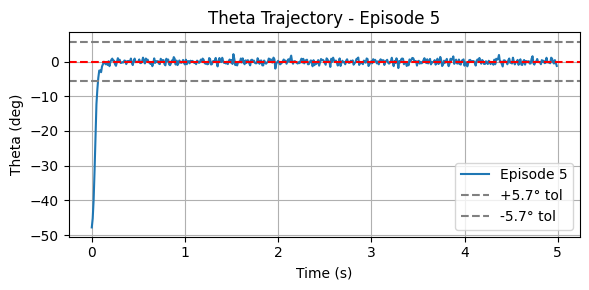 Theta Trajectory - Episode 5
Theta (deg)
0
−10
−20
−30
−40
−50
0
1
2
3
4
5
Time (s)
Episode 5
+5.7° tol
-5.7° tol